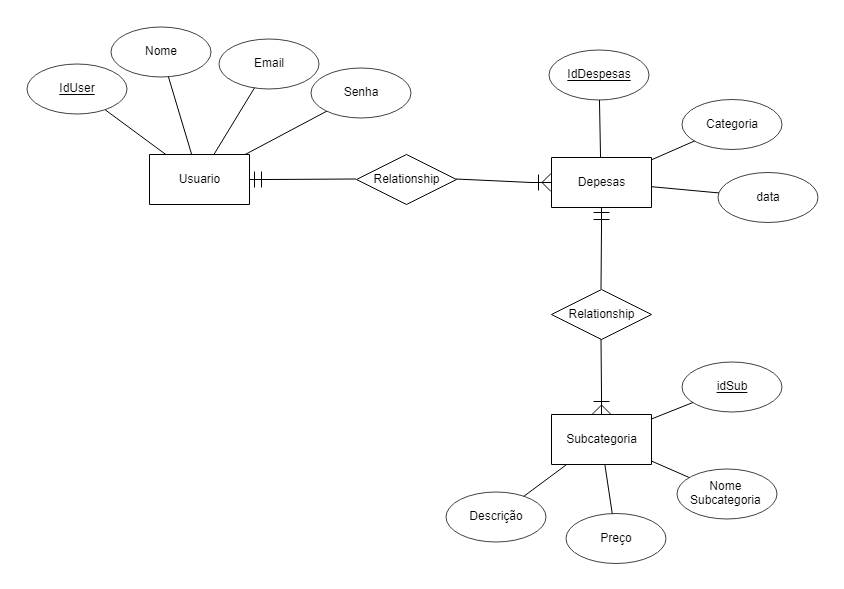 Nome
Email
IdUser
Senha
IdDespesas
Categoria
Usuario
Relationship
Depesas
data
Relationship
idSub
Subcategoria
Nome
Subcategoria
Descrição
Preço